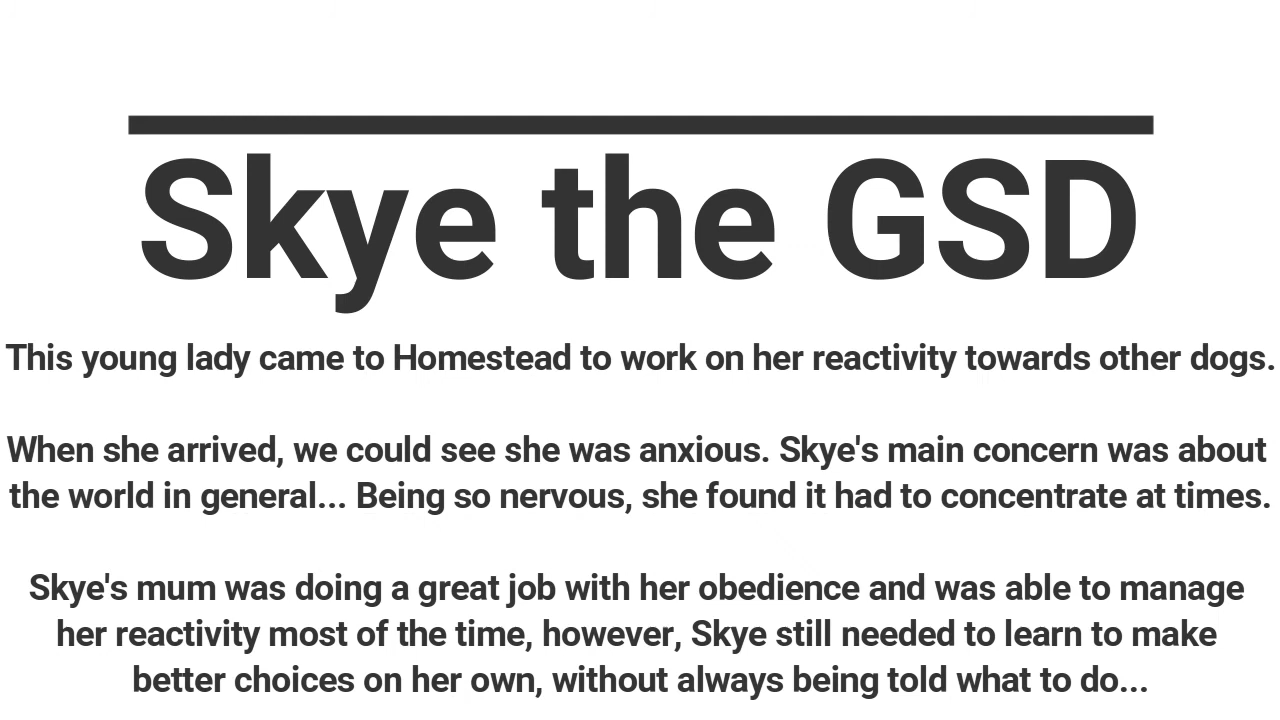 Skye the GSD
This young lady came to Homestead to work on her reactivity towards other dogs.
When she arrived, we could see she was anxious. Skye's main concern was about
the world in general... Being so nervous, she found it had to concentrate at times.
Skye's mum was doing a great job with her obedience and was able to manage
her reactivity most of the time, however, Skye still needed to learn to make
better choices on her own, without always being told what to do...